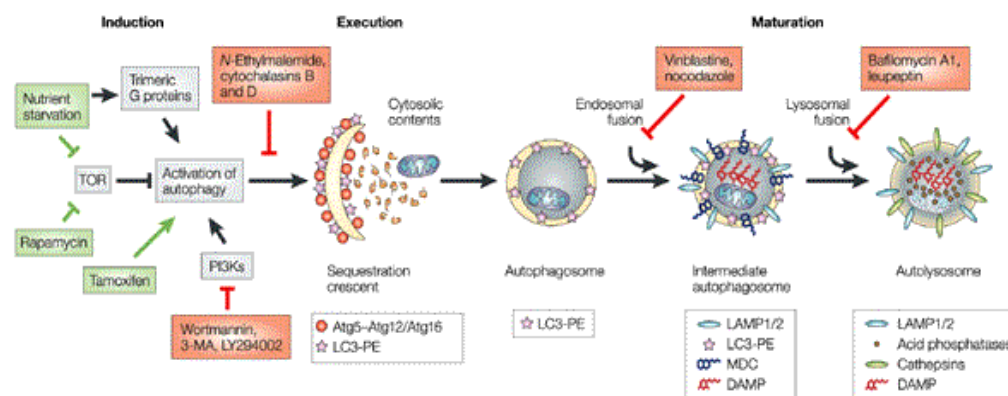 Induction
Execution
Maturation
Nutrient
starvation
Trimeric
G proteins
N-Ethylmalemide,
cytochalasins B
and D
Cytosolic
contents
Endosomal
fusion
Vinblastine,
nocodazole
Lysosomal
fusion
Bafilomycin A1,
leupeptin
TOR
Activation of
autophagy
Rapamycin
Tamoxifen
PI3Ks
Wortmannin,
3-MA, LY294002
Sequestration
crescent
Atg5–Atg12/Atg16
LC3-PE
Autophagosome
LC3-PE
Intermediate
autophagosome
LAMP1/2
LC3-PE
MDC
DAMP
Autolysosome
LAMP1/2
Acid phosphatases
Cathepsins
DAMP